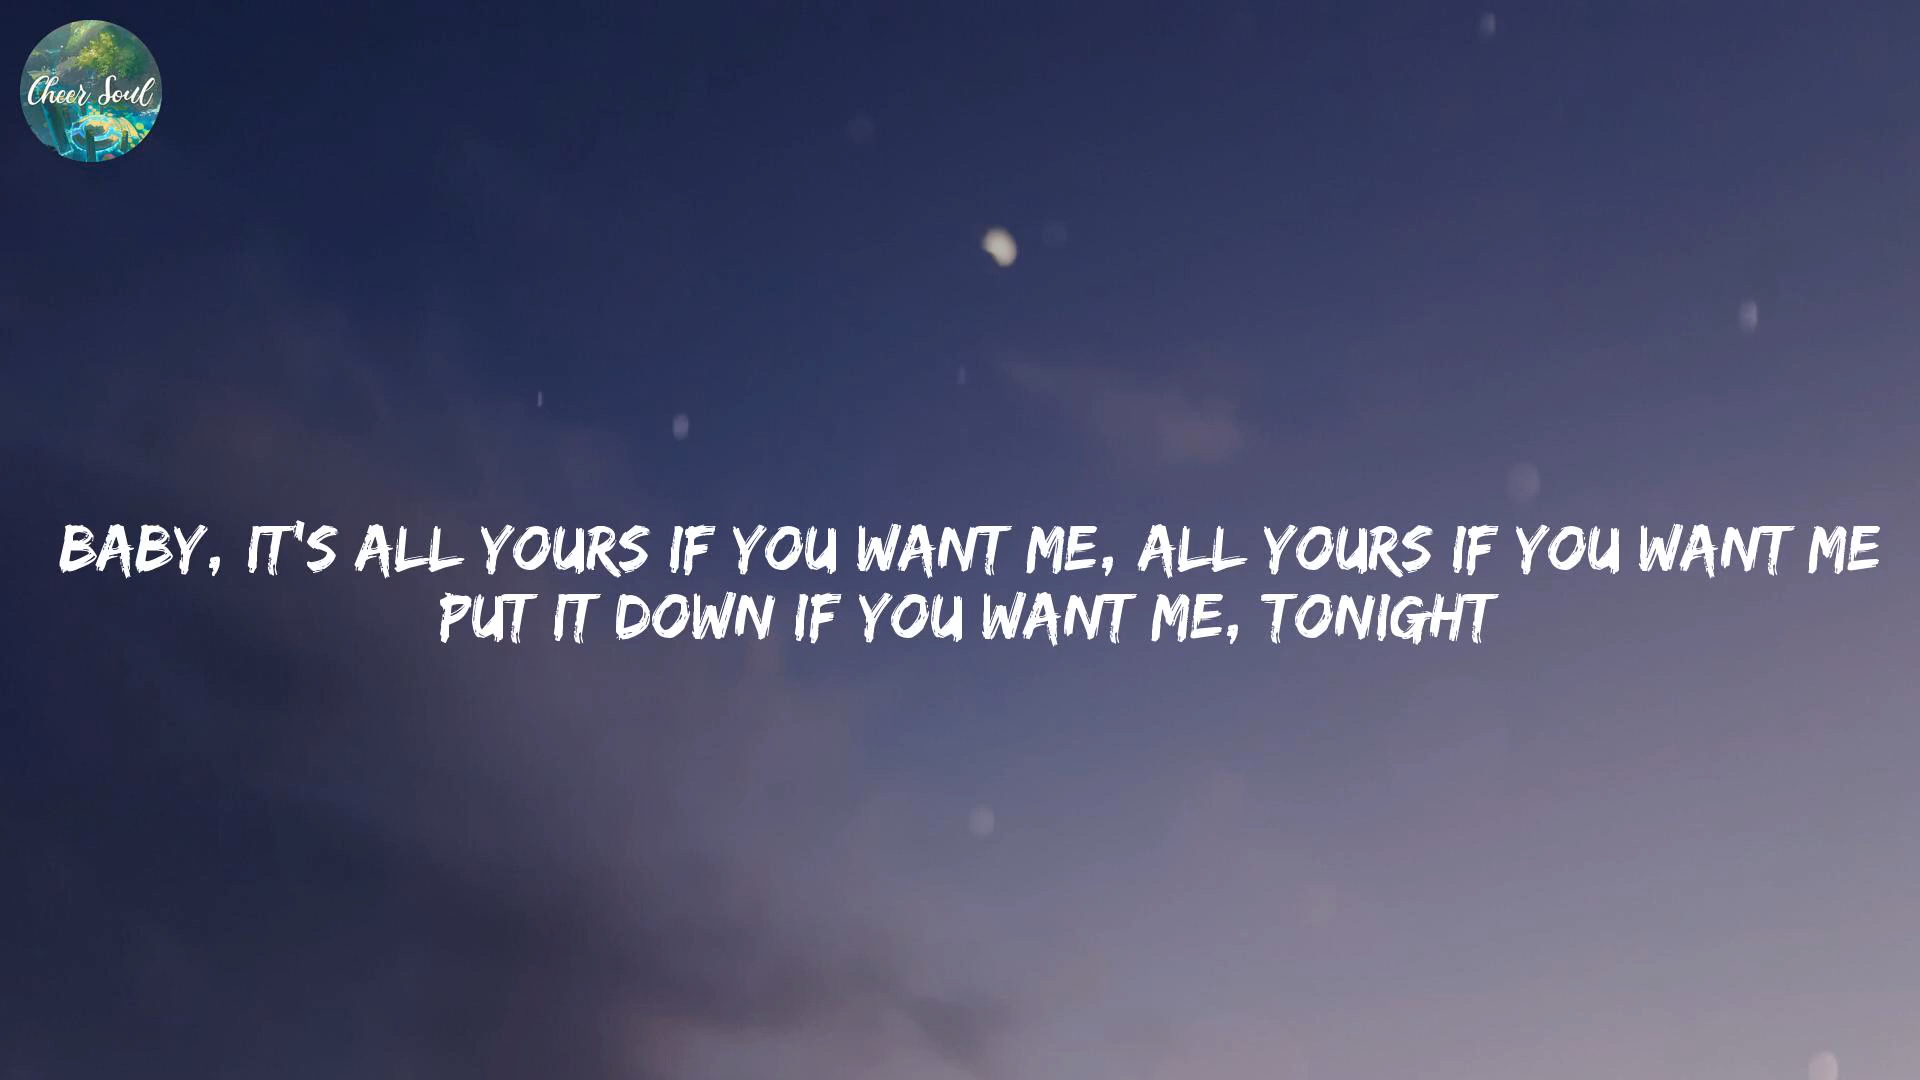 Cheer Soul
BABY, IT'S ALL YOURS IF YOU WANT ME, ALL YOURS IF YOU WANT ME
PUT IT DOWN IF YOU WANT ME, TONIGHT